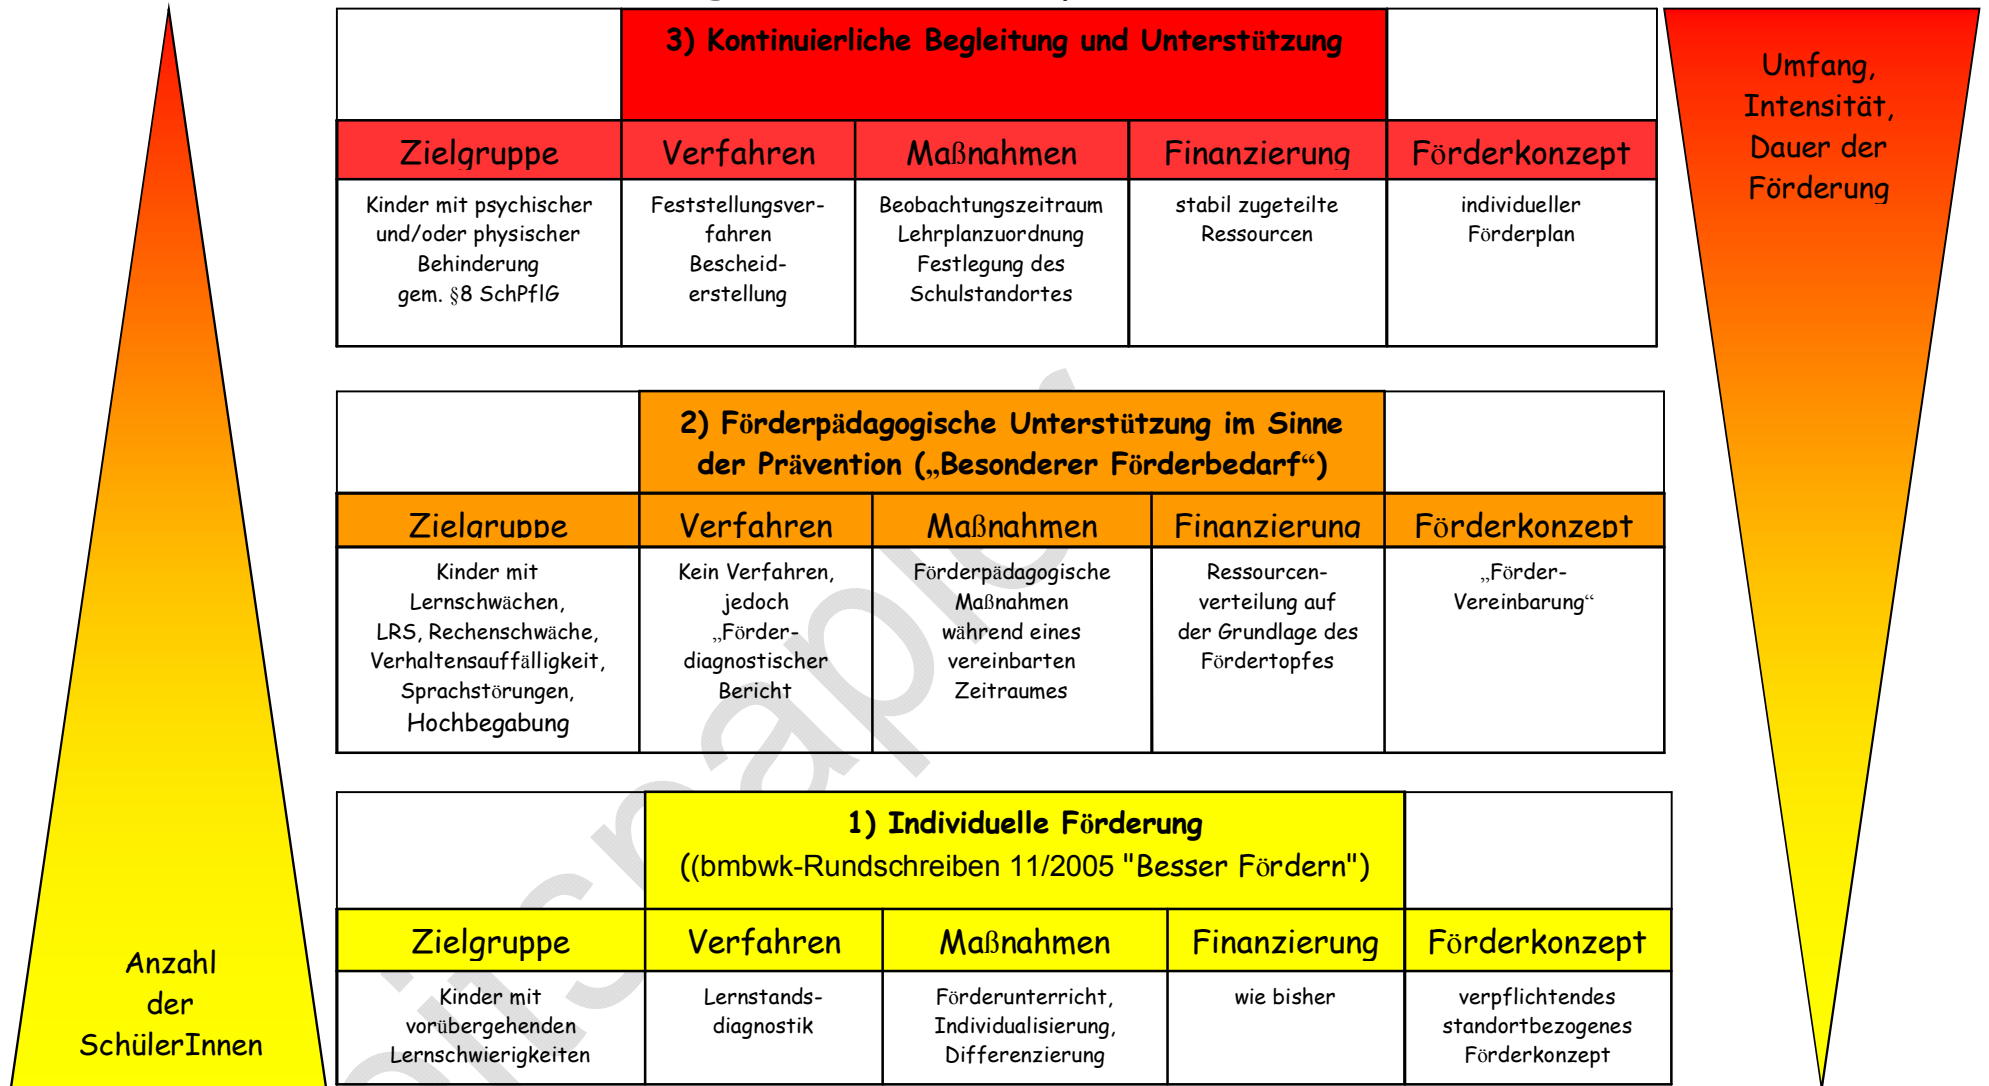 3) Kontinuierliche Begleitung und Unterstützung
Zielgruppe
Verfahren
Maßnahmen
Finanzierung
Förderkonzept
Kinder mit psychischer
und/oder physischer
Behinderung
gem. §8 SchPflG
Feststellungsver-
fahren
Bescheid-
erstellung
Beobachtungszeitraum
Lehrplanzuordnung
Festlegung des
Schulstandortes
stabil zugeteilte
Ressourcen
individueller
Förderplan
Umfang,
Intensität,
Dauer der
Förderung
2) Förderpädagogische Unterstützung im Sinne
der Prävention („Besonderer Förderbedarf“)
Zielgruppe
Verfahren
Maßnahmen
Finanzierung
Förderkonzept
Kinder mit
Lernschwächen,
LRS, Rechenschwäche,
Verhaltensauffälligkeit,
Sprachstörungen,
Hochbegabung
Kein Verfahren,
jedoch
„Förder-
diagnostischer
Bericht
Förderpädagogische
Maßnahmen
während eines
vereinbarten
Zeitraumes
Ressourcen-
verteilung auf
der Grundlage des
Fördertopfes
„Förder-
Vereinbarung“
1) Individuelle Förderung
((bmbwk-Rundschreiben 11/2005 "Besser Fördern")
Zielgruppe
Verfahren
Maßnahmen
Finanzierung
Förderkonzept
Kinder mit
vorübergehenden
Lernschwierigkeiten
Lernstands-
diagnostik
Förderunterricht,
Individualisierung,
Differenzierung
wie bisher
verpflichtendes
standortbezogenes
Förderkonzept
Anzahl
der
SchülerInnen